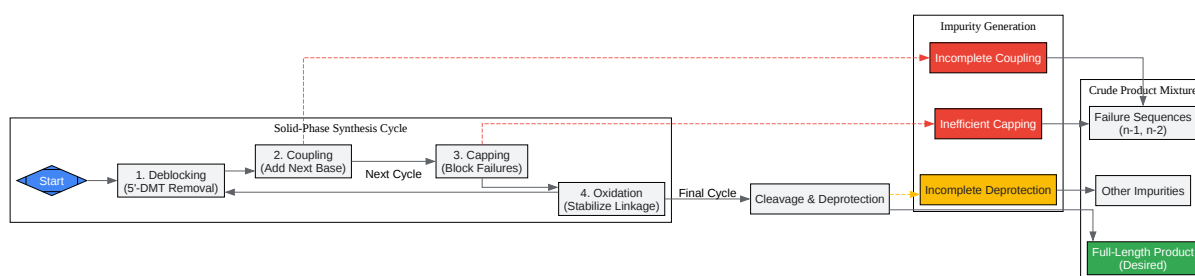 Impurity Generation
Incomplete Coupling
Crude Product Mixture
Inefficient Capping
Failure Sequences
(n-1, n-2)
Solid-Phase Synthesis Cycle
Start
1. Deblocking
(5'-DMT Removal)
2. Coupling
(Add Next Base)
Next Cycle
3. Capping
(Block Failures)
4. Oxidation
(Stabilize Linkage)
Final Cycle
Cleavage & Deprotection
Incomplete Deprotection
Other Impurities
Full-Length Product
(Desired)